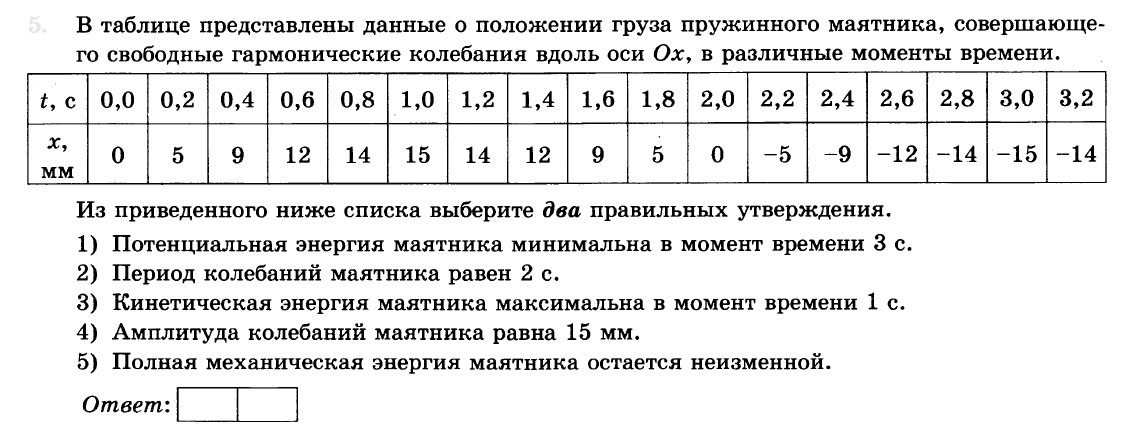 5. В таблице представлены данные о положении груза пружинного маятника, совершающе-
го свободные гармонические колебания вдоль оси Ox, в различные моменты времени.
t, с 0,0 0,2 0,4 0,6 0,8 1,0 1,2 1,4 1,6 1,8 2,0 2,2 2,4 2,6 2,8 3,0 3,2
x, мм 0 5 9 12 14 15 14 12 9 5 0 −5 −9 −12 −14 −15 −14
Из приведенного ниже списка выберите два правильных утверждения.
1) Потенциальная энергия маятника минимальна в момент времени 3 с.
2) Период колебаний маятника равен 2 с.
3) Кинетическая энергия маятника максимальна в момент времени 1 с.
4) Амплитуда колебаний маятника равна 15 мм.
5) Полная механическая энергия маятника остается неизменной.
Ответ: